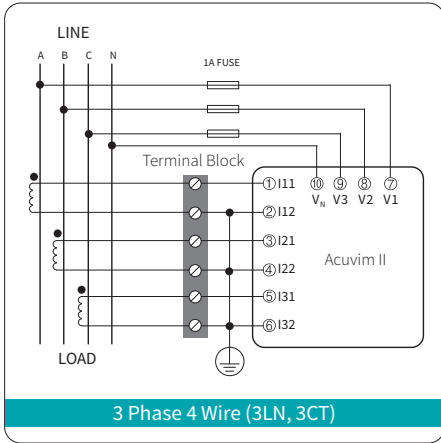 LINE
A B C N
1A FUSE
Terminal Block
①I11
②I12
③I21
④I22
⑤I31
⑥I32
⑩ ⑨ ⑧ ⑦
VN V3 V2 V1
Acuvim II
LOAD
3 Phase 4 Wire (3LN, 3CT)